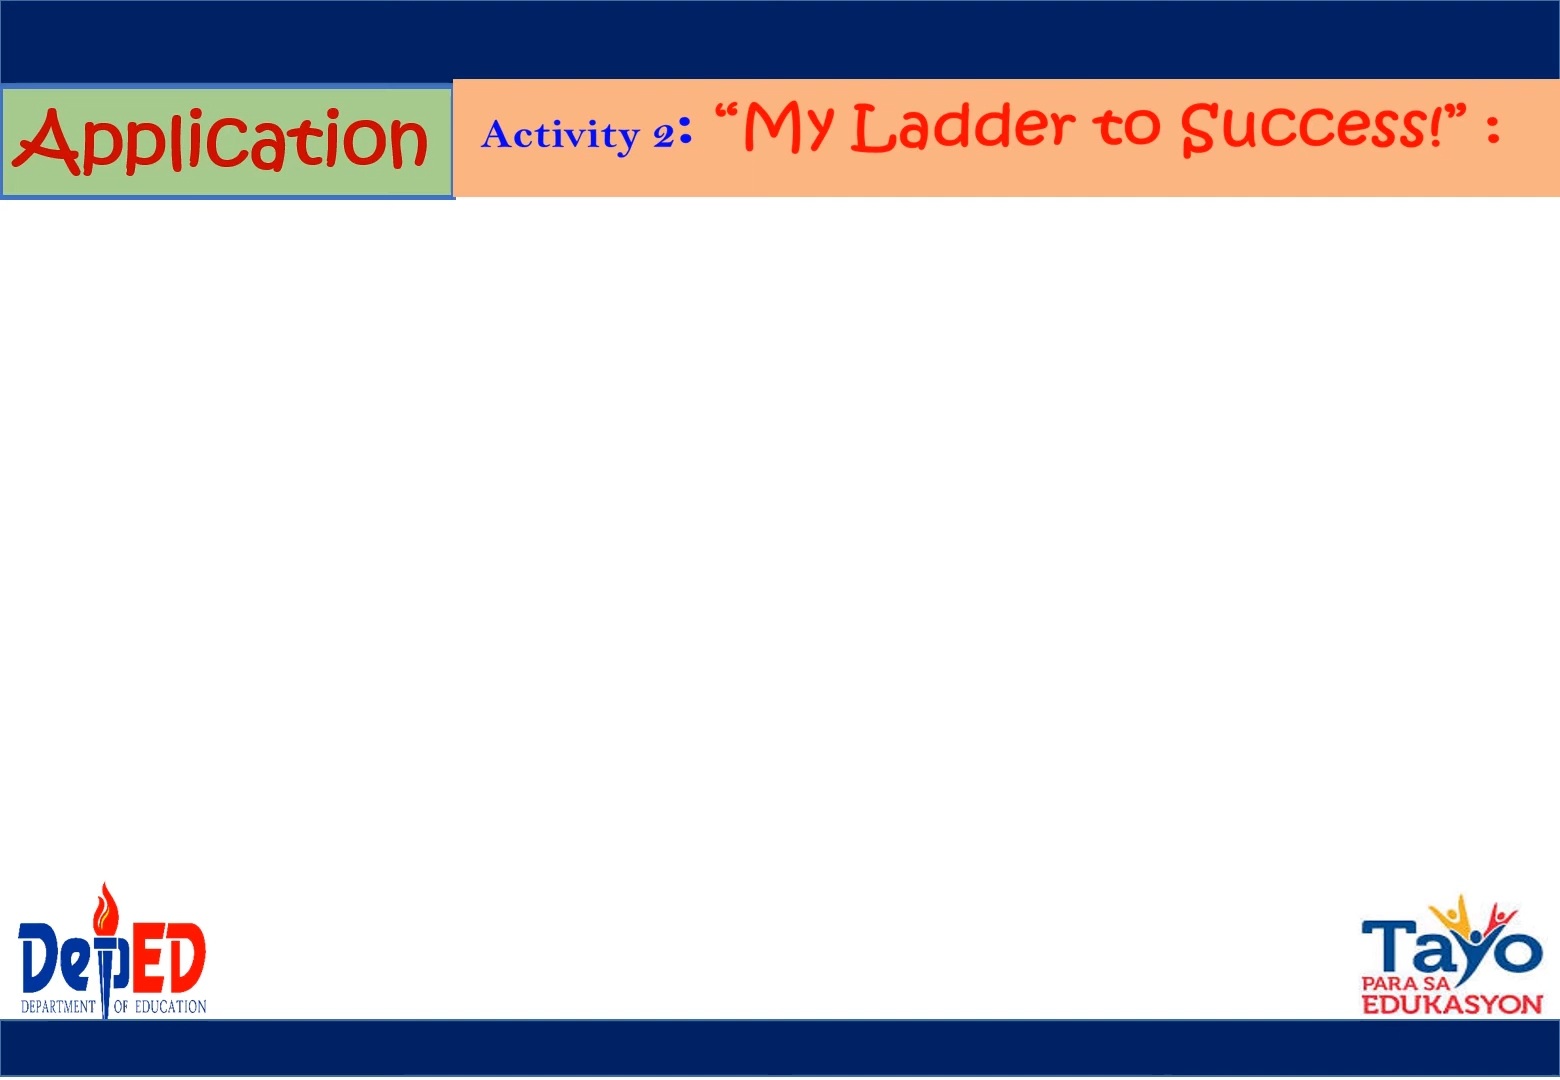 Application
Activity 2: “My Ladder to Success!” :
DepED
DEPARTMENT OF EDUCATION
Tayo
PARA SA
EDUKASYON